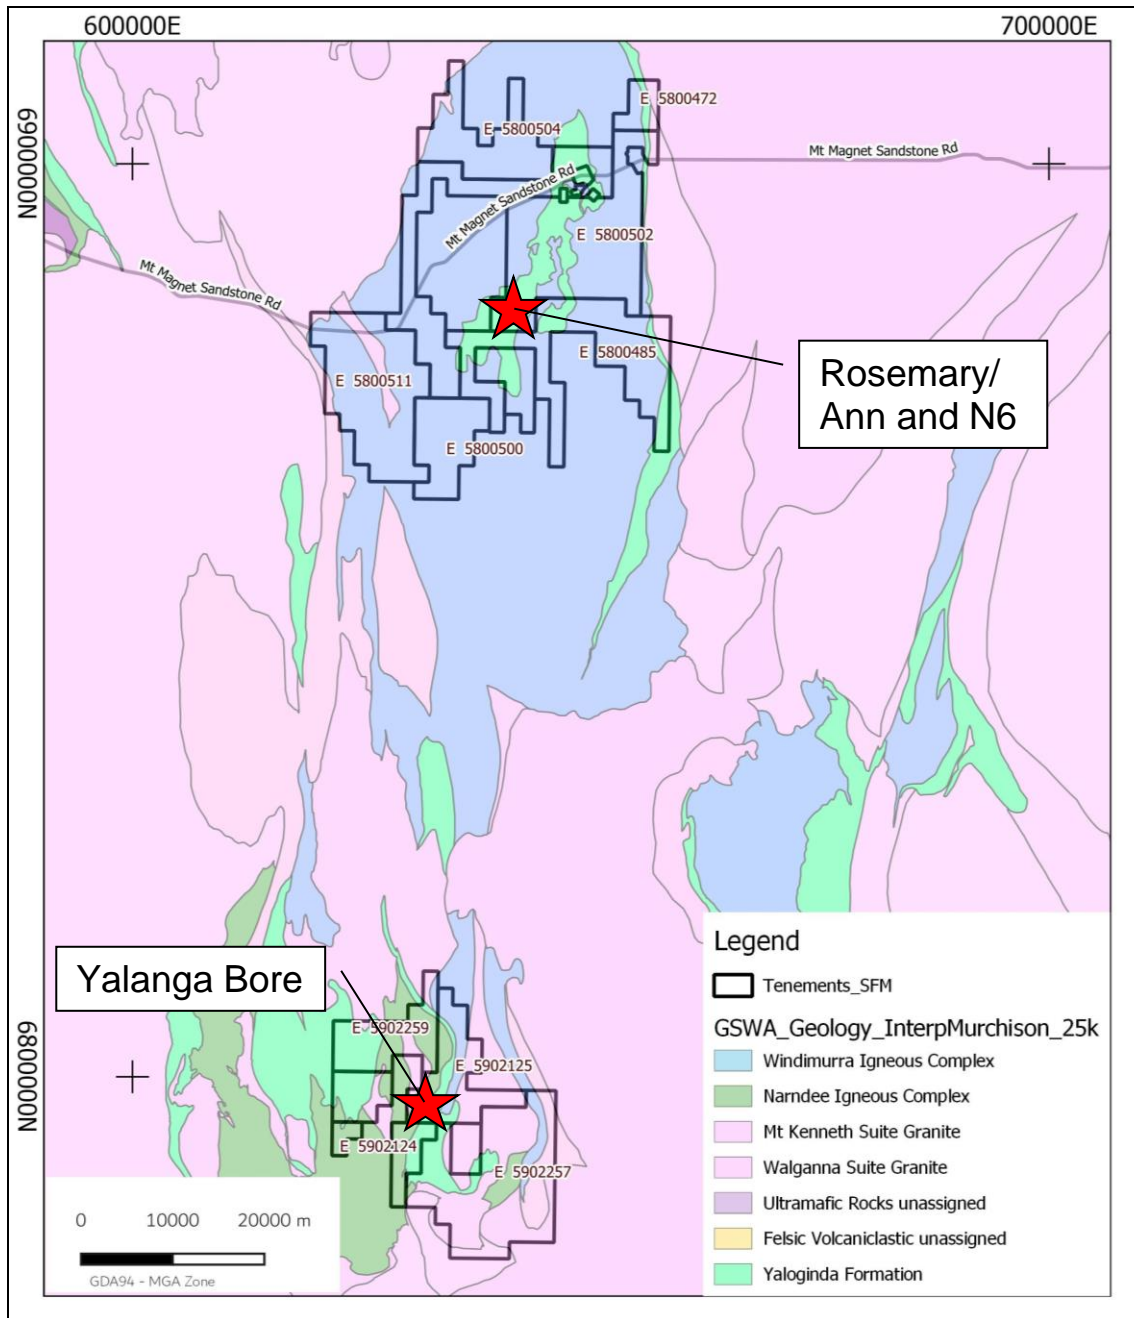 600000E
700000E
6900000N
E 5800472
E 5800504
Mt Magnet Sandstone Rd
Mt Magnet Sandstone Rd
E 5800502
Mt Magnet Sandstone Rd
E 5800485
E 5800511
Rosemary/
Ann and N6
E 5800500
Yalanga Bore
6800000N
E 5902259
E 5902125
E 5902124
E 5902257
0 10000 20000 m
GDA94 - MGA Zone
Legend
Tenements_SFM
GSWA_Geology_InterpMurchison_25k
Windimurra Igneous Complex
Narndee Igneous Complex
Mt Kenneth Suite Granite
Walganna Suite Granite
Ultramafic Rocks unassigned
Felsic Volcaniclastic unassigned
Yaloginda Formation